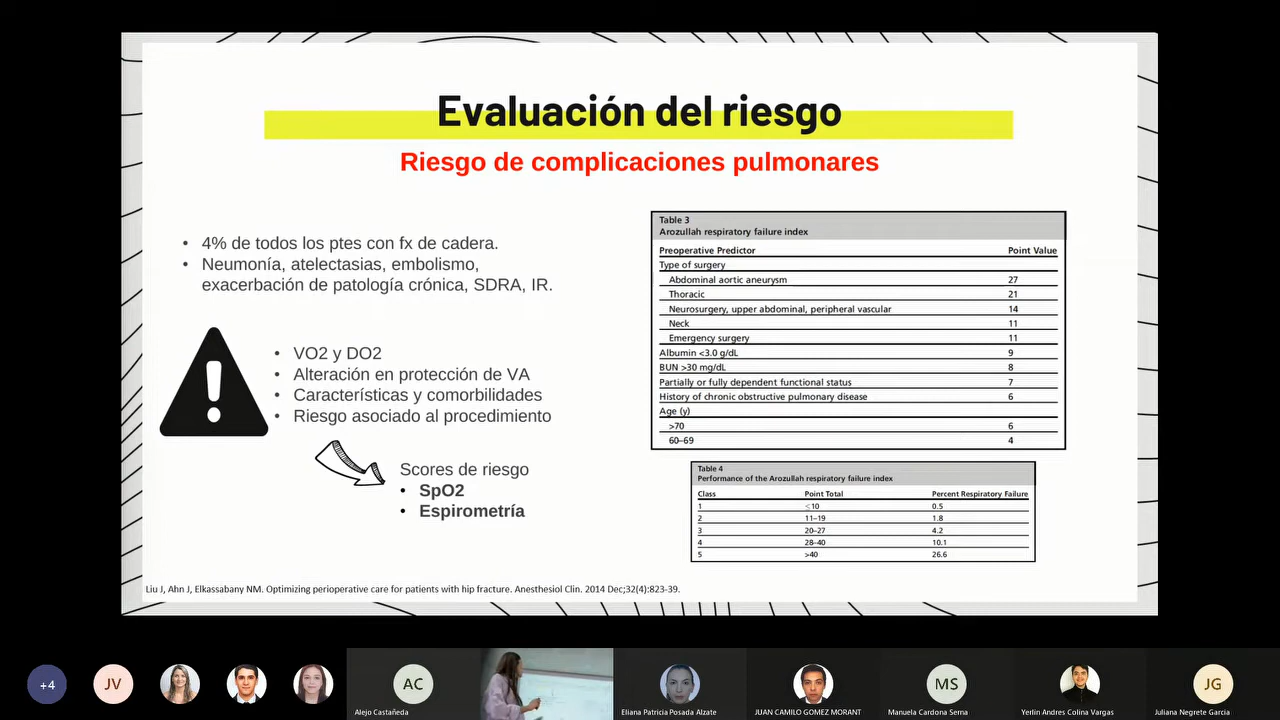 Evaluación del riesgo
Riesgo de complicaciones pulmonares
• 4% de todos los ptes con fx de cadera.
• Neumonía, atelectasias, embolismo,
exacerbación de patología crónica, SDRA, IR.
• VO2 y DO2
• Alteración en protección de VA
• Características y comorbilidades
• Riesgo asociado al procedimiento
Scores de riesgo
• SpO2
• Espirometría
Table 3
Arozullah respiratory failure index
Preoperative Predictor Point Value
Type of surgery
Abdominal aortic aneurysm 27
Thoracic 21
Neurosurgery, upper abdominal, peripheral vascular 14
Neck 11
Emergency surgery 11
Albumin <3.0 g/dL 9
BUN >30 mg/dL 8
Partially or fully dependent functional status 7
History of chronic obstructive pulmonary disease 6
Age (y)
>70 6
60–69 4
Table 4
Performance of the Arozullah respiratory failure index
Class Point Total Percent Respiratory Failure
1 ≤10 0.5
2 11–19 1.8
3 20–27 4.2
4 28–40 10.1
5 >40 26.6
Liu J, Ahn J, Elkassabany NM. Optimizing perioperative care for patients with hip fracture. Anesthesiol Clin. 2014 Dec;32(4):823-39.
+4
JV
AC
Alejo Castañeda
Eliana Patricia Posada Alzate
JUAN CAMILO GOMEZ MORANT
MS
Manuela Cardona Serna
Yerlin Andres Colina Vargas
JG
Juliana Negrete García